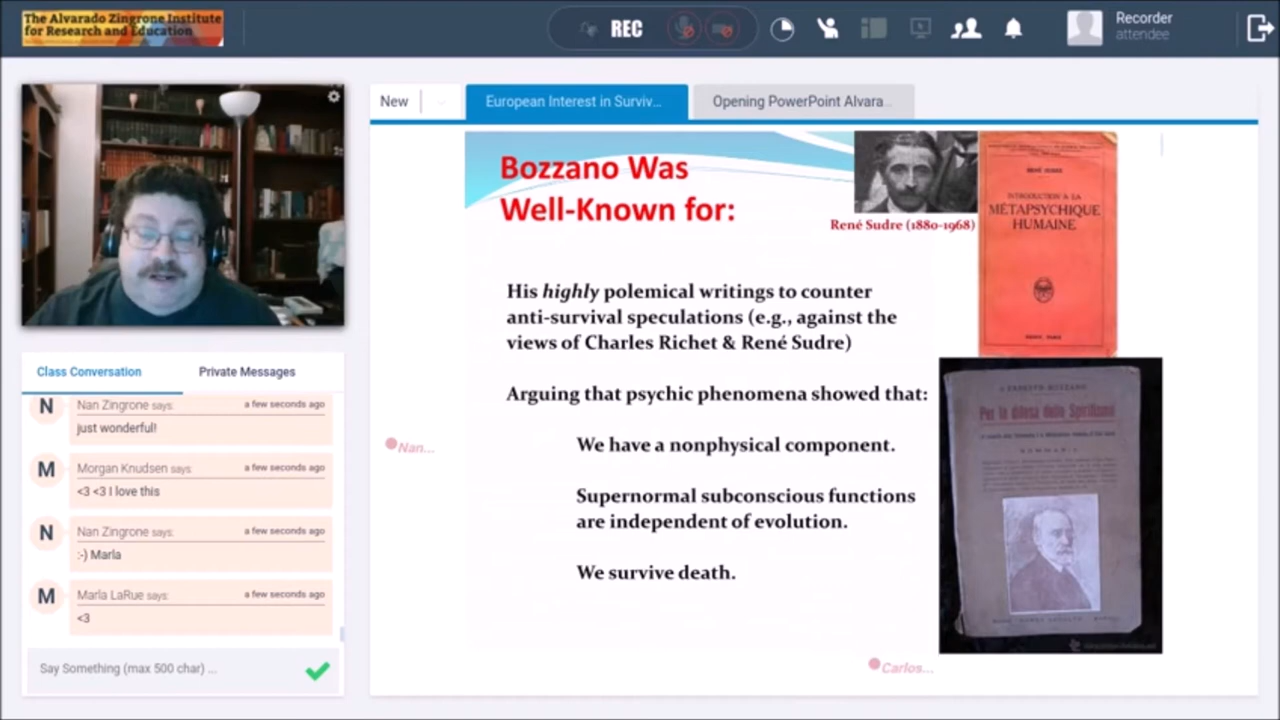 The Alvarado Zingrone Institute
for Research and Education
REC
Recorder
attendee
New
European Interest in Surviv...
Opening PowerPoint Alvara...
Bozzano Was
Well-Known for:
René Sudre (1880-1968)
RENÉ SUDRE
INTRODUCTION A LA
MÉTAPSYCHIQUE
HUMAINE
His highly polemical writings to counter
anti-survival speculations (e.g., against the
views of Charles Richet & René Sudre)
Arguing that psychic phenomena showed that:
We have a nonphysical component.
Supernormal subconscious functions
are independent of evolution.
We survive death.
ERNESTO BOZZANO
Per la difesa dello Spiritismo
Nan...
Carlos...
Class Conversation
Private Messages
N
Nan Zingrone says:
a few seconds ago
just wonderful!
M
Morgan Knudsen says:
a few seconds ago
<3 <3 I love this
N
Nan Zingrone says:
a few seconds ago
:-) Marla
M
Marla LaRue says:
a few seconds ago
<3
Say Something (max 500 char) ...